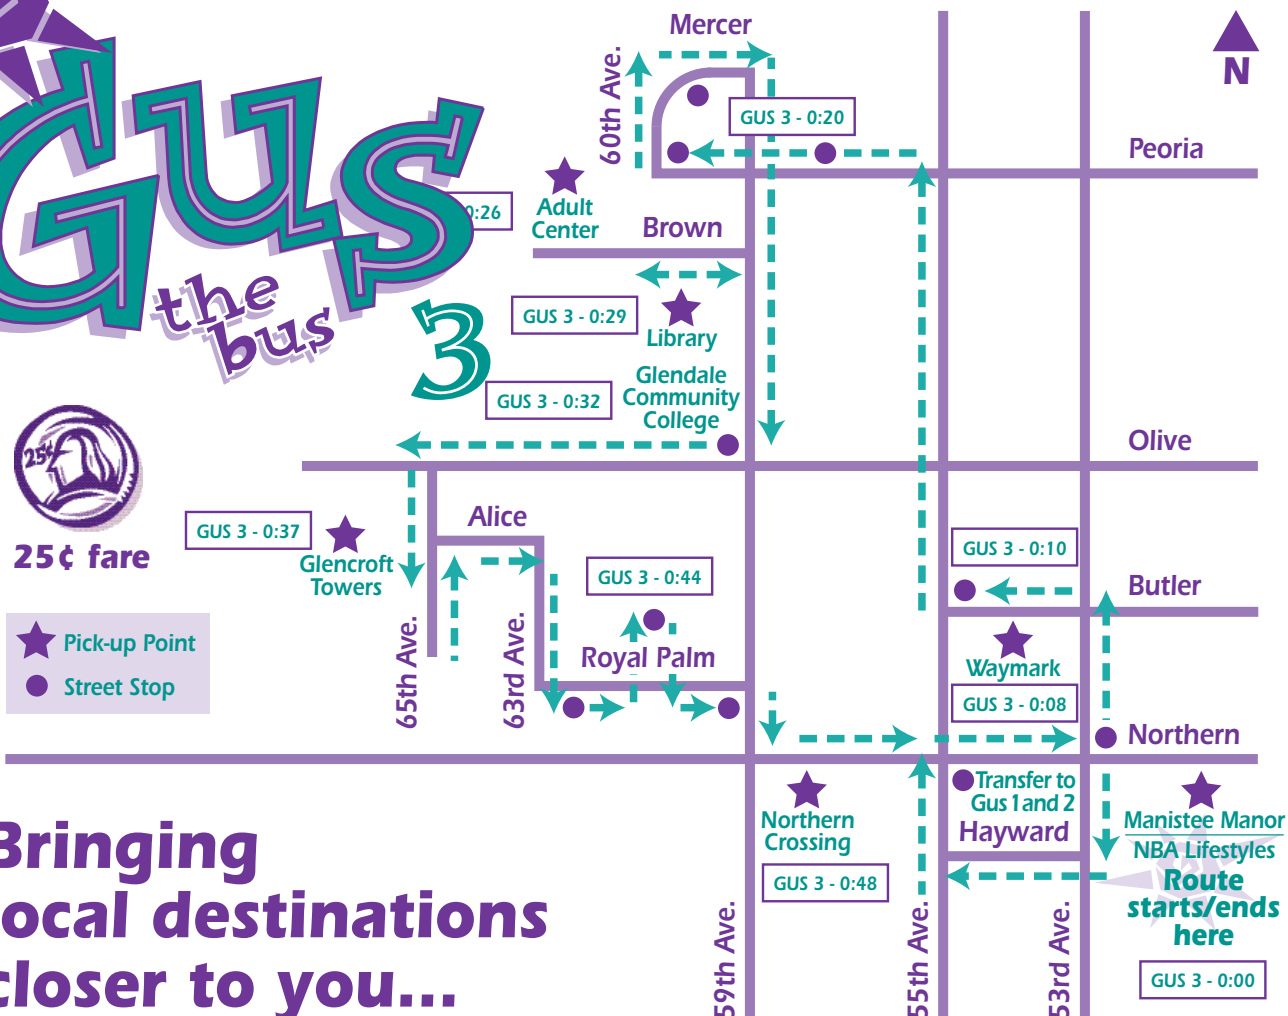 Gus
the
bus
3
25¢
25¢ fare
Pick-up Point
Street Stop
Mercer
60th Ave.
GUS 3 - 0:20
N
Peoria
0:26
Adult
Center
Brown
GUS 3 - 0:29
Library
Glendale
Community
College
GUS 3 - 0:32
Olive
Alice
GUS 3 - 0:37
Glencroft
Towers
GUS 3 - 0:44
GUS 3 - 0:10
Butler
65th Ave.
63rd Ave.
Royal Palm
Waymark
GUS 3 - 0:08
Northern
Transfer to
Gus 1 and 2
Hayward
Northern
Crossing
GUS 3 - 0:48
Manistee Manor
NBA Lifestyles
Route
starts/ends
here
GUS 3 - 0:00
59th Ave.
55th Ave.
53rd Ave.
Bringing
ocal destinations
closer to you...